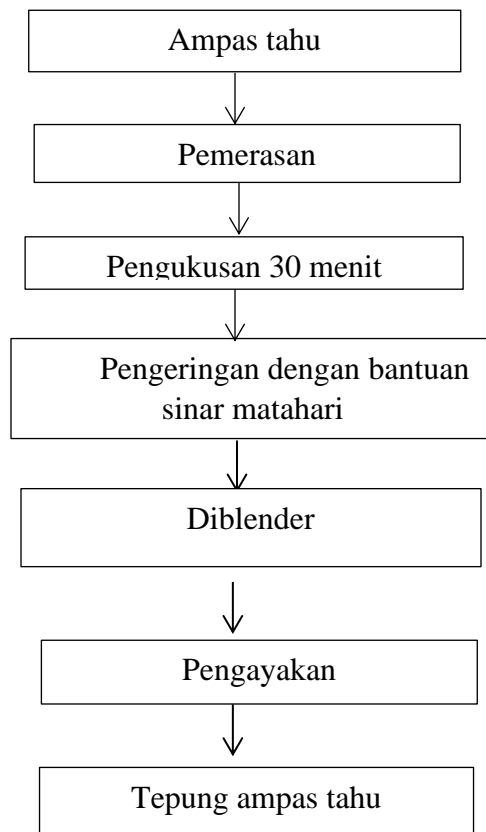 Ampas tahu
Pemerasan
Pengukusan 30 menit
Pengeringan dengan bantuan
sinar matahari
Diblender
Pengayakan
Tepung ampas tahu